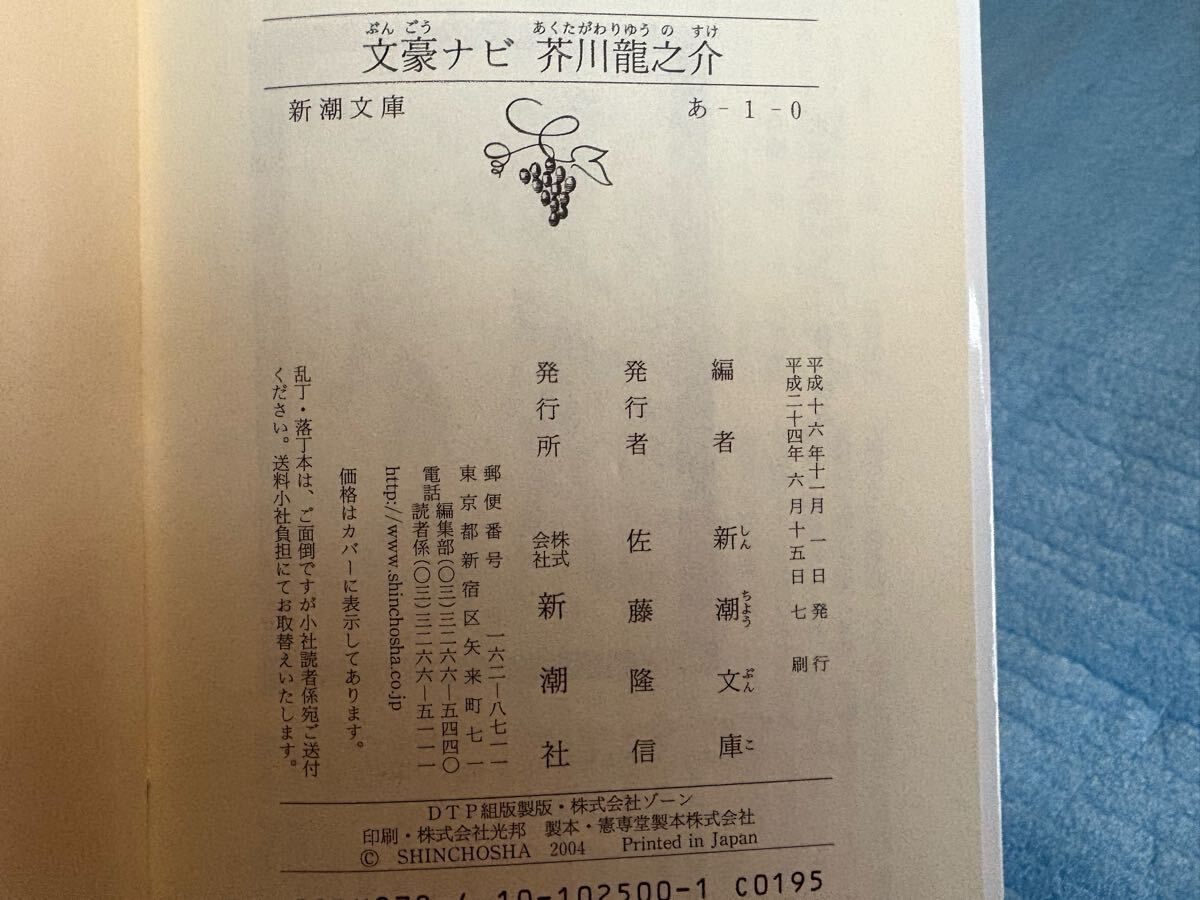 ぶんごう あくたがわりゆうのすけ
文豪ナビ 芥川龍之介
新潮文庫 あ-1-0
平成十六年十一月 一 日 発 行
平成二十四年 六 月 十 五 日 七 刷
編者 新潮文庫
しんちようぶんこ
発行者 佐藤隆信
発行所 株式会社 新潮社
郵便番号 一六二―八七一一
東京都新宿区矢来町七一
電話 編集部(〇三)三二六六―五四四〇
読者係(〇三)三二六六―五一一一
http://www.shinchosha.co.jp
価格はカバーに表示してあります。
乱丁・落丁本は、ご面倒ですが小社読者係宛ご送付
ください。送料小社負担にてお取替えいたします。
DTP組版製版・株式会社ゾーン
印刷・株式会社光邦 製本・憲専堂製本株式会社
© SHINCHOSHA 2004 Printed in Japan
10-102500-1 C0195